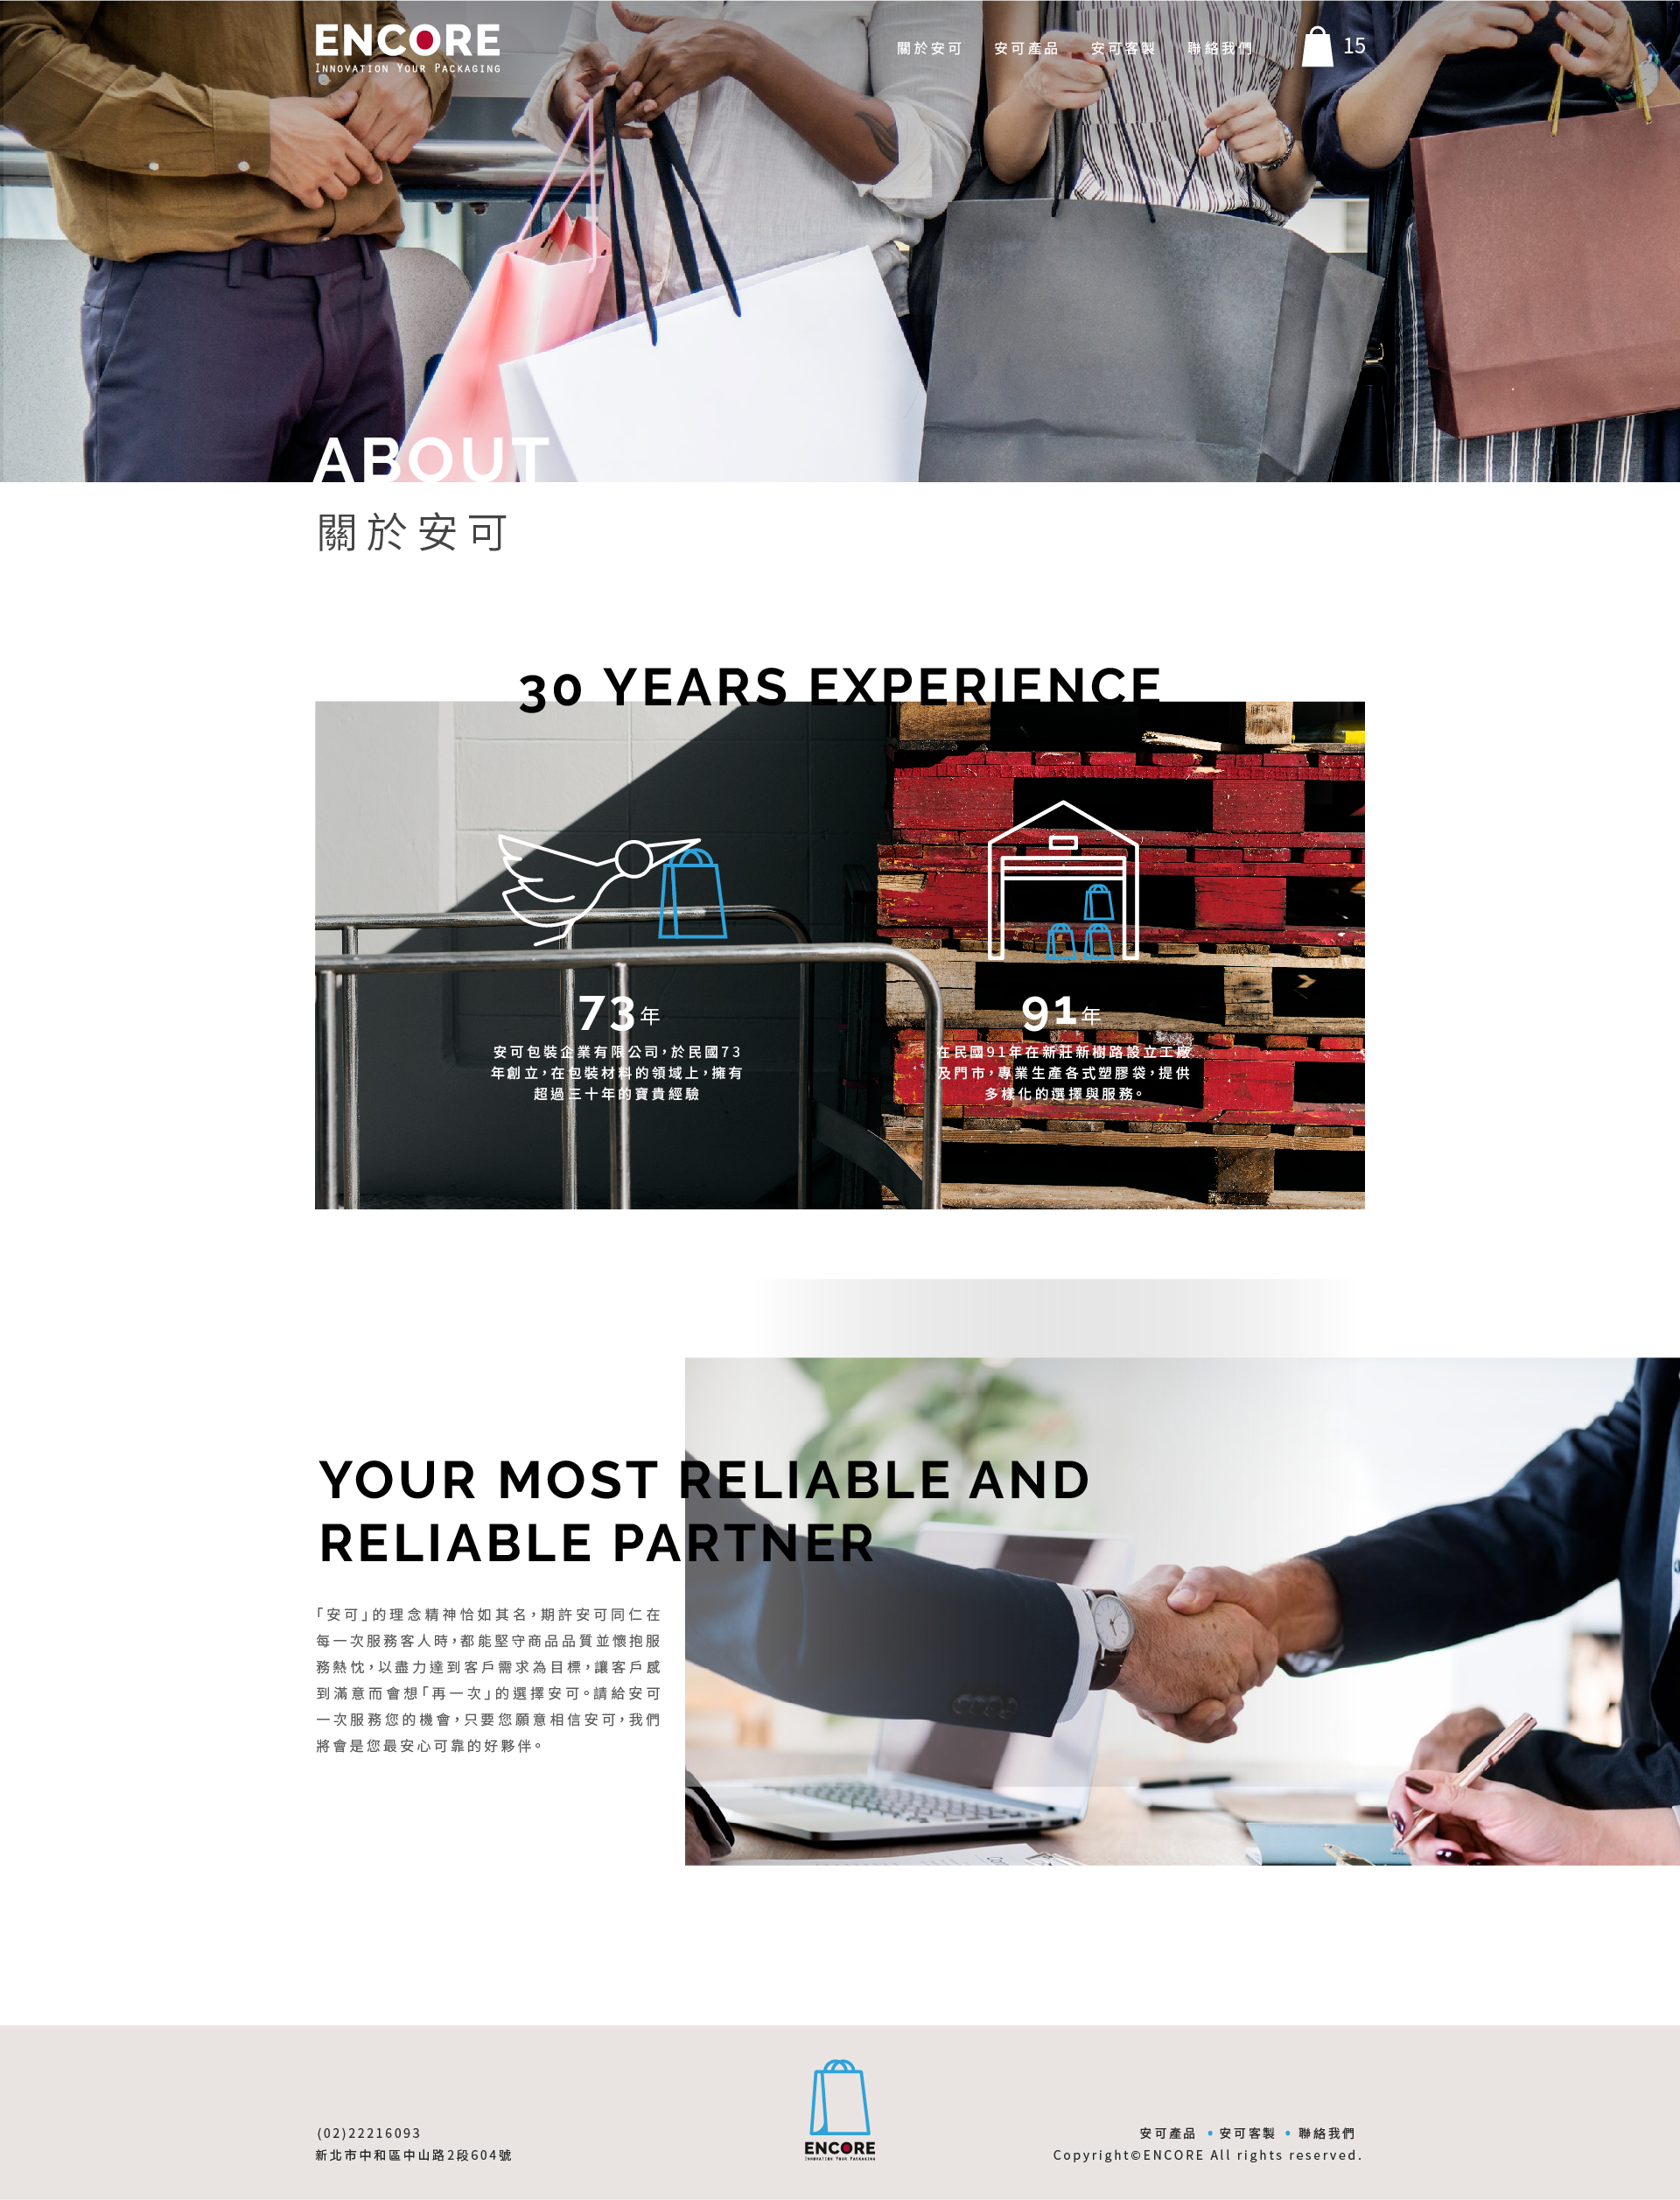 ENCORE
INNOVATION YOUR PACKAGING
關於安可 安可產品 安可客製 聯絡我們 15
ABOUT
關於安可
30 YEARS EXPERIENCE
73年
安可包裝企業有限公司，於民國73
年創立，在包裝材料的領域上，擁有
超過三十年的寶貴經驗
91年
在民國91年在新莊新樹路設立工廠
及門市，專業生產各式塑膠袋，提供
多樣化的選擇與服務。
YOUR MOST RELIABLE AND
RELIABLE PARTNER
「安可」的理念精神恰如其名，期許安可同仁在
每一次服務客人時，都能堅守商品品質並懷抱服
務熱忱，以盡力達到客戶需求為目標，讓客戶感
到滿意而會想「再一次」的選擇安可。請給安可
一次服務您的機會，只要您願意相信安可，我們
將會是您最安心可靠的好夥伴。
(02)22216093
新北市中和區中山路2段604號
ENCORE
INNOVATION YOUR PACKAGING
安可產品 • 安可客製 • 聯絡我們
Copyright©ENCORE All rights reserved.